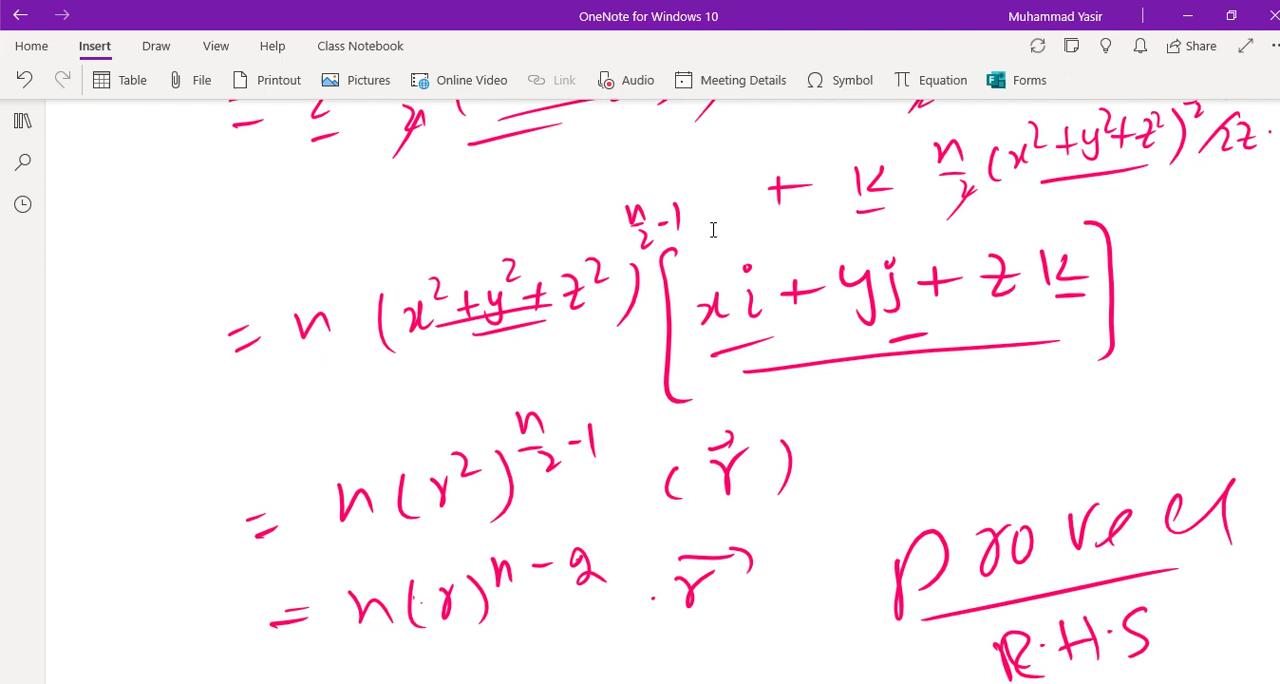 OneNote for Windows 10
Muhammad Yasir
Home Insert Draw View Help Class Notebook
Share
Table File Printout Pictures Online Video Link Audio Meeting Details Symbol Equation Forms
+ k n/2 (x²+y²+z²) 2z
= n (x²+y²+z²)^(n/2 -1) [xi + yj + zk]
= n(r²)^(n/2 -1) (r⃗)
= n(r)^(n-2) . r⃗
Proved
R.H.S